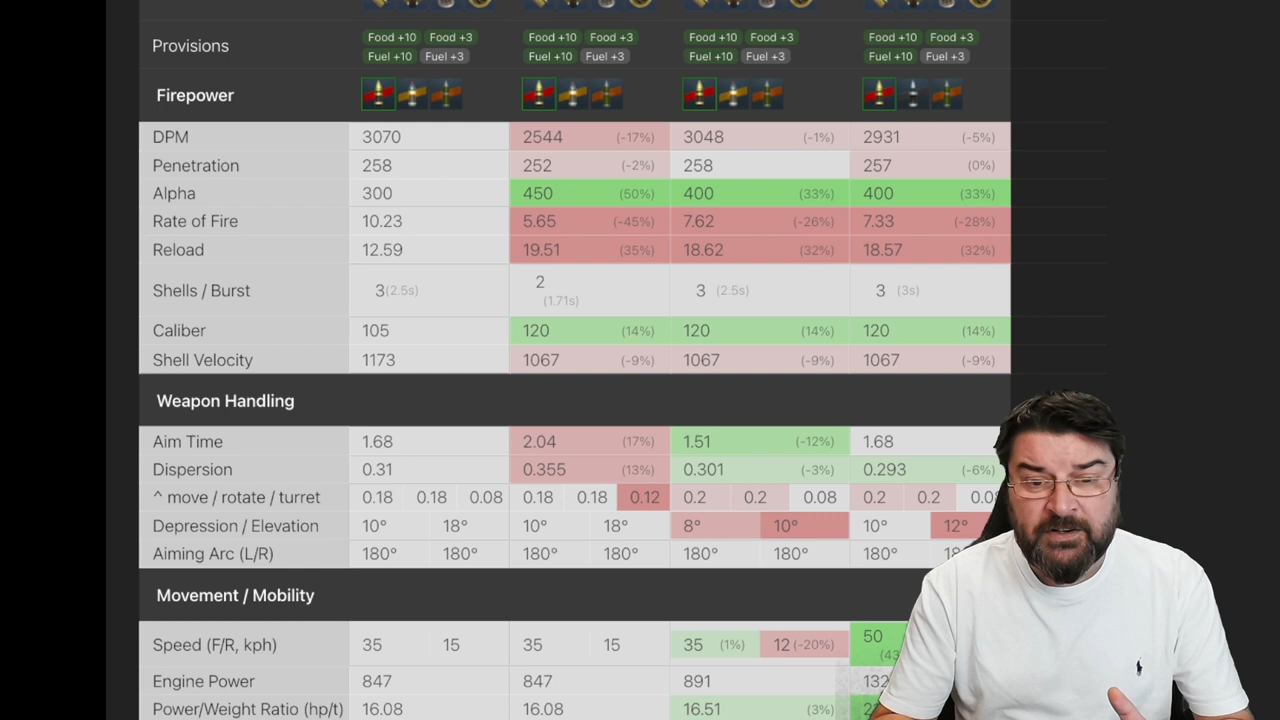 Provisions Food +10 Food +3 Food +10 Food +3 Food +10 Food +3 Food +10 Food +3
Fuel +10 Fuel +3 Fuel +10 Fuel +3 Fuel +10 Fuel +3 Fuel +10 Fuel +3
Firepower
DPM 3070 2544 (-17%) 3048 (-1%) 2931 (-5%)
Penetration 258 252 (-2%) 258 257 (0%)
Alpha 300 450 (50%) 400 (33%) 400 (33%)
Rate of Fire 10.23 5.65 (-45%) 7.62 (-26%) 7.33 (-28%)
Reload 12.59 19.51 (35%) 18.62 (32%) 18.57 (32%)
Shells / Burst 3(2.5s) 2 (1.71s) 3 (2.5s) 3 (3s)
Caliber 105 120 (14%) 120 (14%) 120 (14%)
Shell Velocity 1173 1067 (-9%) 1067 (-9%) 1067 (-9%)
Weapon Handling
Aim Time 1.68 2.04 (17%) 1.51 (-12%) 1.68
Dispersion 0.31 0.355 (13%) 0.301 (-3%) 0.293 (-6%)
^ move / rotate / turret 0.18 0.18 0.08 0.18 0.18 0.12 0.2 0.2 0.08 0.2 0.2
Depression / Elevation 10° 18° 10° 18° 8° 10° 10° 12°
Aiming Arc (L/R) 180° 180° 180° 180° 180° 180° 180°
Movement / Mobility
Speed (F/R, kph) 35 15 35 15 35 (1%) 12 (-20%) 50
Engine Power 847 847 891
Power/Weight Ratio (hp/t) 16.08 16.08 16.51 (3%)